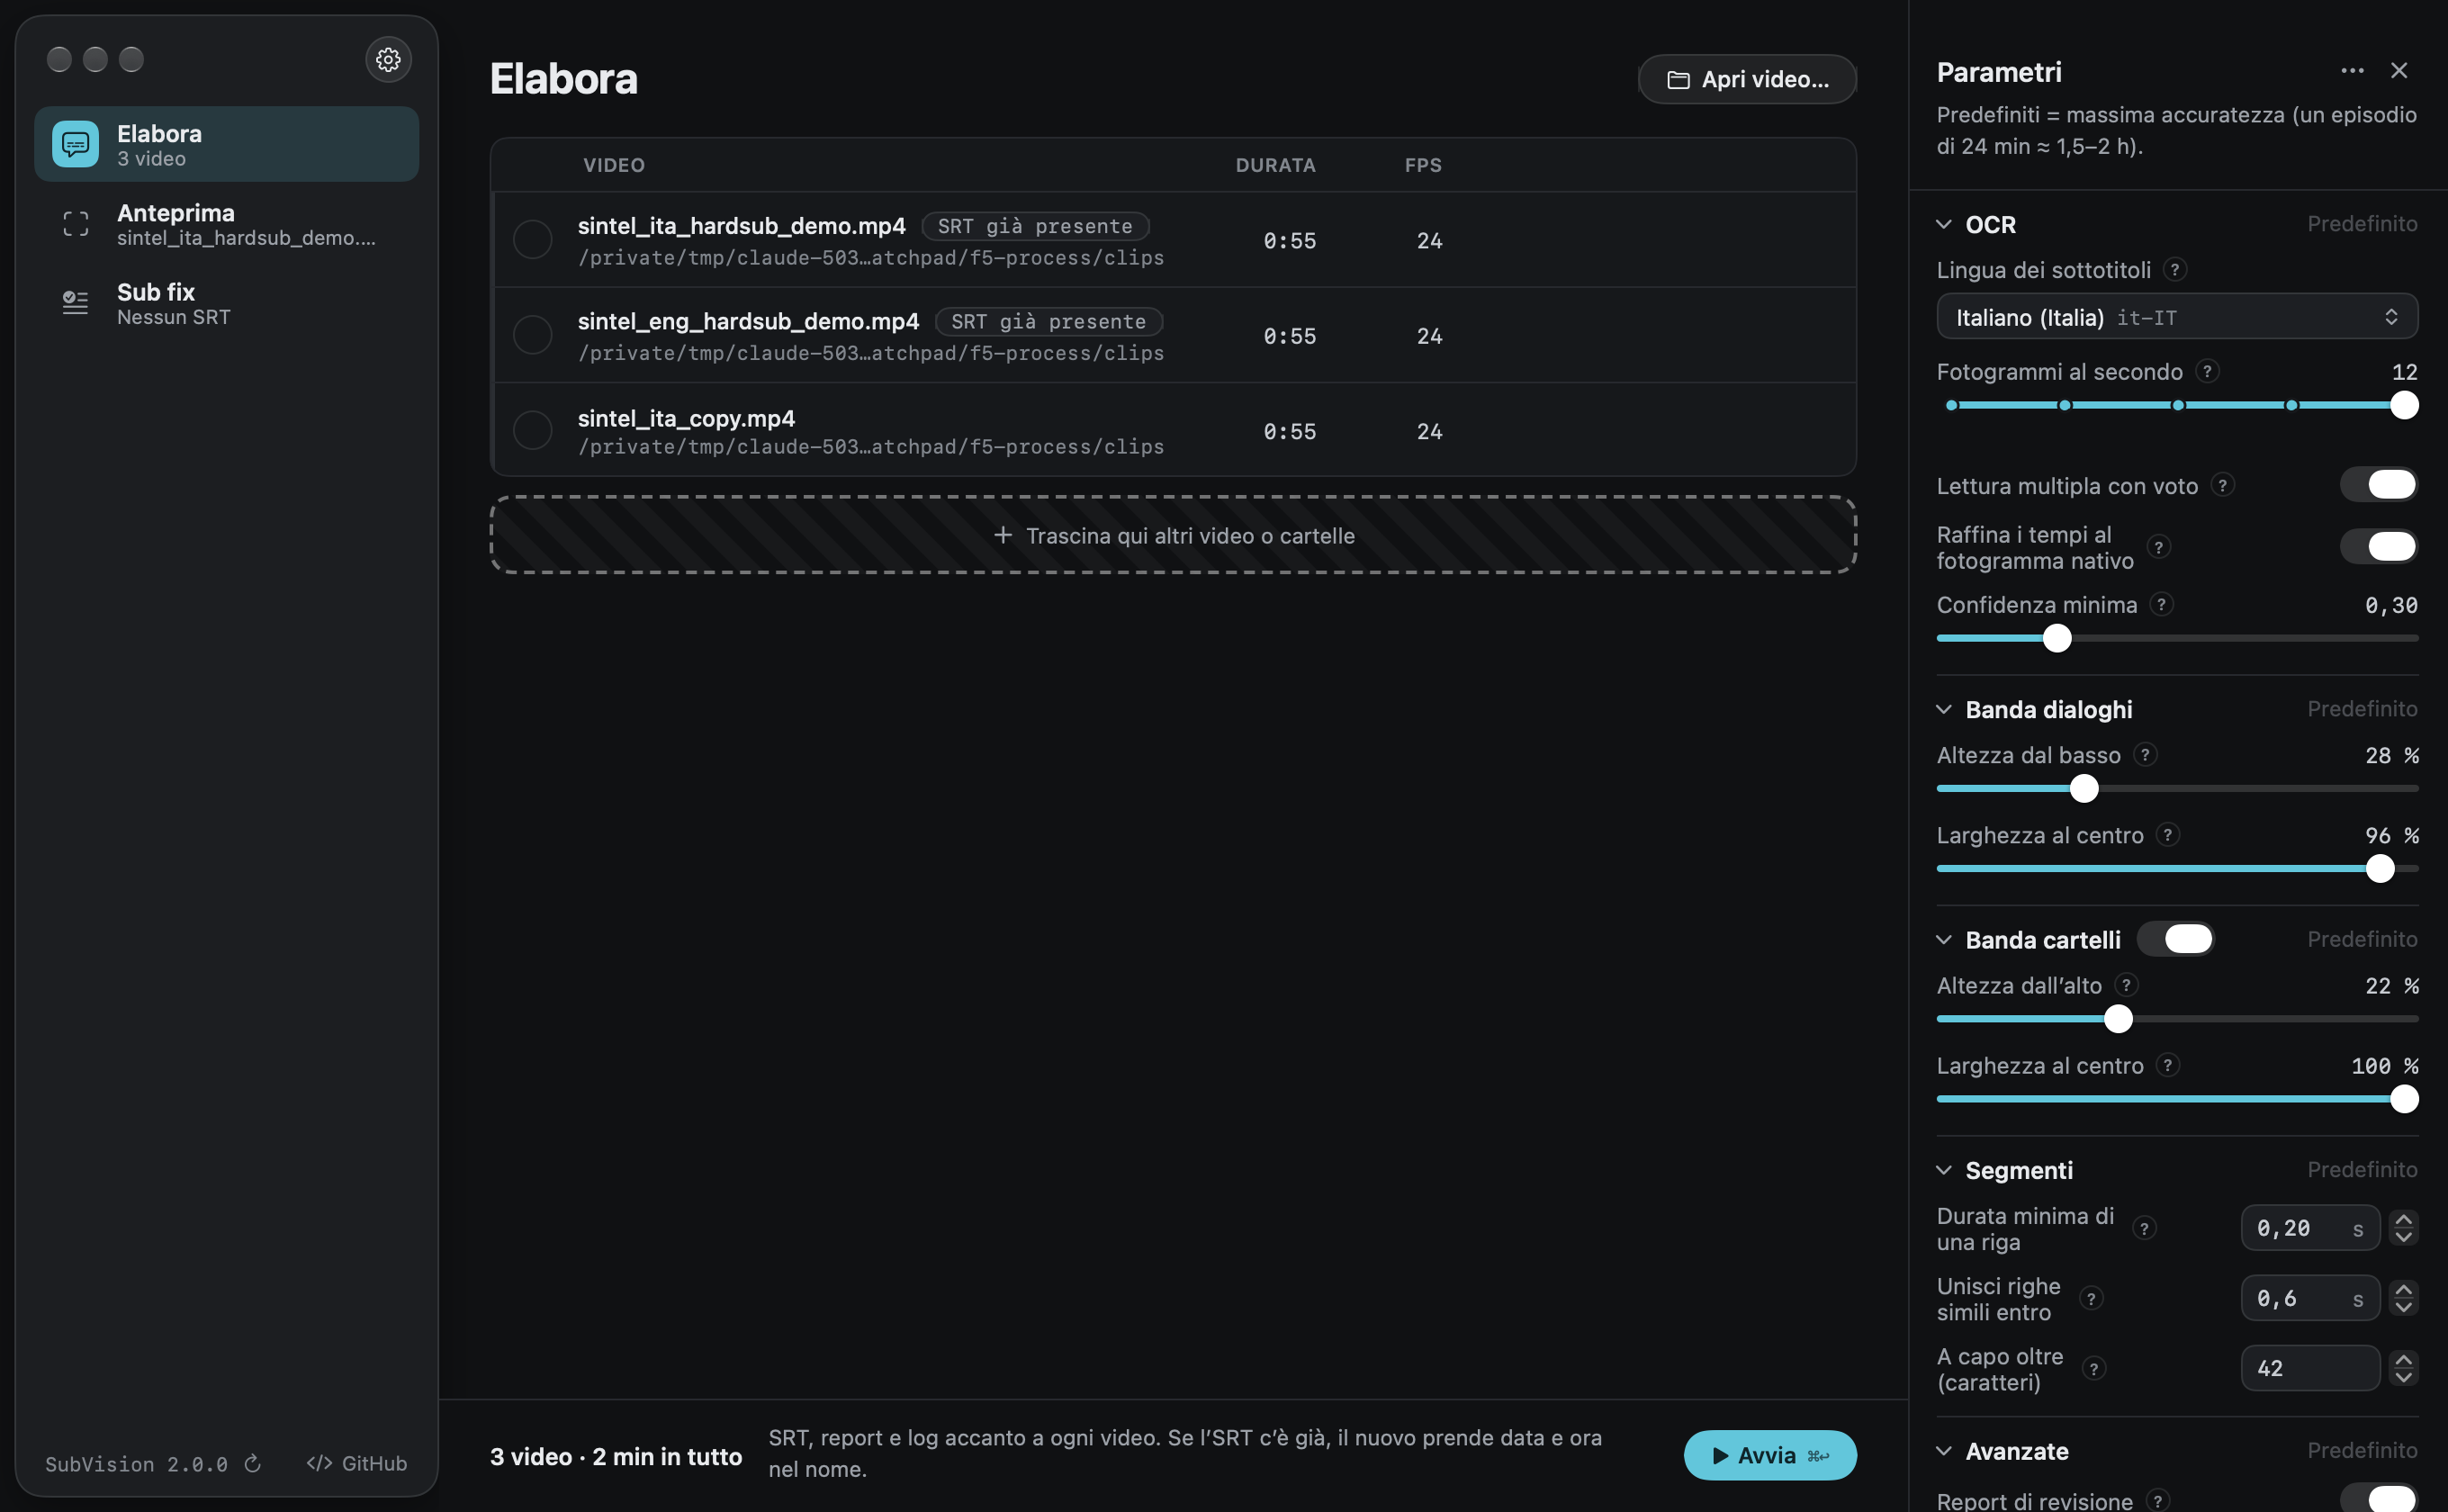 Elabora
3 video
Anteprima
sintel_ita_hardsub_demo....
Sub fix
Nessun SRT
SubVision 2.0.0
</> GitHub
Elabora
Apri video...
VIDEO DURATA FPS
sintel_ita_hardsub_demo.mp4 SRT già presente
/private/tmp/claude-503…atchpad/f5-process/clips
0:55 24
sintel_eng_hardsub_demo.mp4 SRT già presente
/private/tmp/claude-503…atchpad/f5-process/clips
0:55 24
sintel_ita_copy.mp4
/private/tmp/claude-503…atchpad/f5-process/clips
0:55 24
+ Trascina qui altri video o cartelle
3 video · 2 min in tutto
SRT, report e log accanto a ogni video. Se l’SRT c’è già, il nuovo prende data e ora
nel nome.
Avvia ⌘↩
Parametri
Predefiniti = massima accuratezza (un episodio
di 24 min ≈ 1,5–2 h).
OCR Predefinito
Lingua dei sottotitoli ?
Italiano (Italia) it-IT
Fotogrammi al secondo ? 12
Lettura multipla con voto ?
Raffina i tempi al
fotogramma nativo ?
Confidenza minima ? 0,30
Banda dialoghi Predefinito
Altezza dal basso ? 28 %
Larghezza al centro ? 96 %
Banda cartelli Predefinito
Altezza dall’alto ? 22 %
Larghezza al centro ? 100 %
Segmenti Predefinito
Durata minima di
una riga ? 0,20 s
Unisci righe
simili entro ? 0,6 s
A capo oltre
(caratteri) ? 42
Avanzate Predefinito
Report di revisione ?